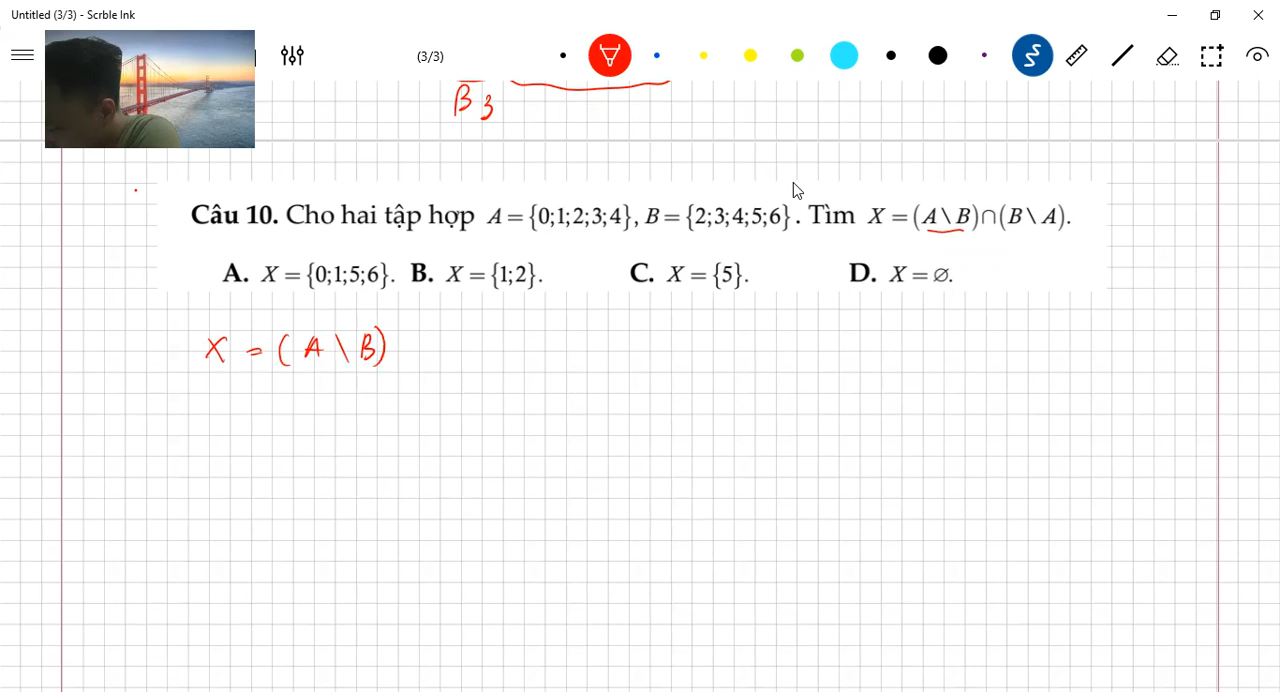 Untitled (3/3) - Scrble Ink
(3/3)
B 3
Câu 10. Cho hai tập hợp A = {0;1;2;3;4}, B = {2;3;4;5;6}. Tìm X = (A \ B) ∩ (B \ A).
A. X = {0;1;5;6}. B. X = {1;2}. C. X = {5}. D. X = ∅.
X = ( A \ B)